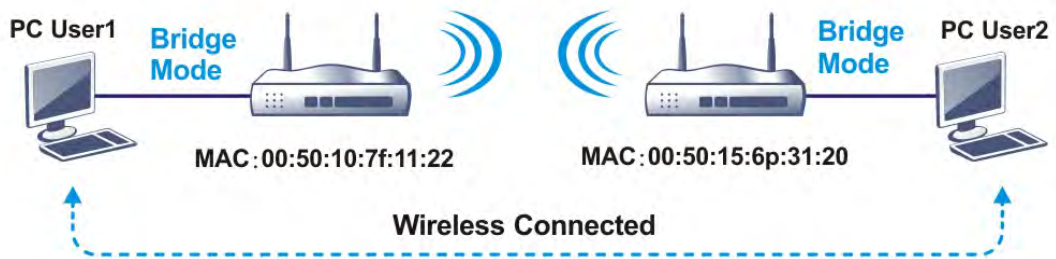 PC User1
Bridge
Mode
Bridge
Mode
PC User2
MAC:00:50:10:7f:11:22
MAC:00:50:15:6p:31:20
Wireless Connected